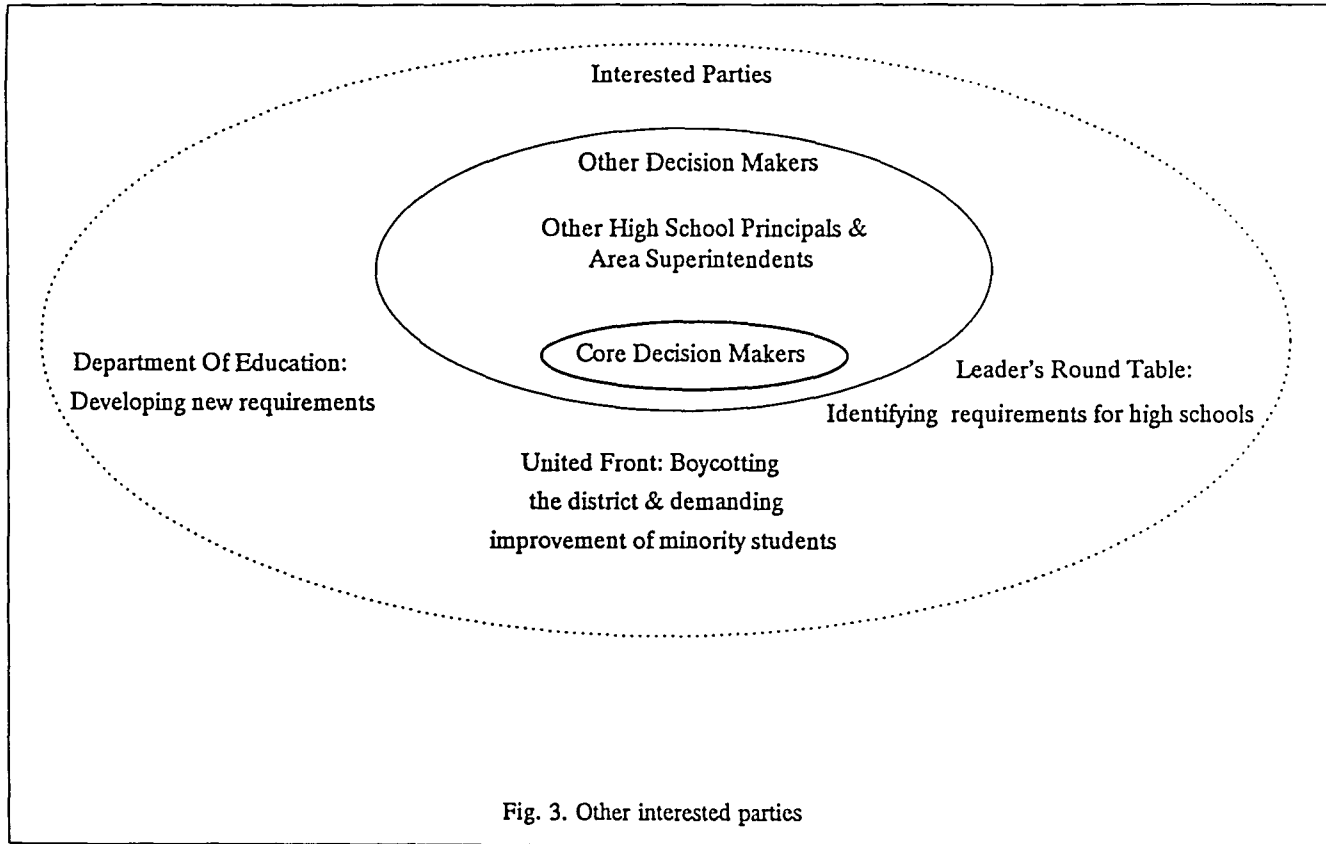 Interested Parties
Other Decision Makers
Other High School Principals &
Area Superintendents
Core Decision Makers
Department Of Education:
Developing new requirements
Leader's Round Table:
Identifying requirements for high schools
United Front: Boycotting
the district & demanding
improvement of minority students
Fig. 3. Other interested parties